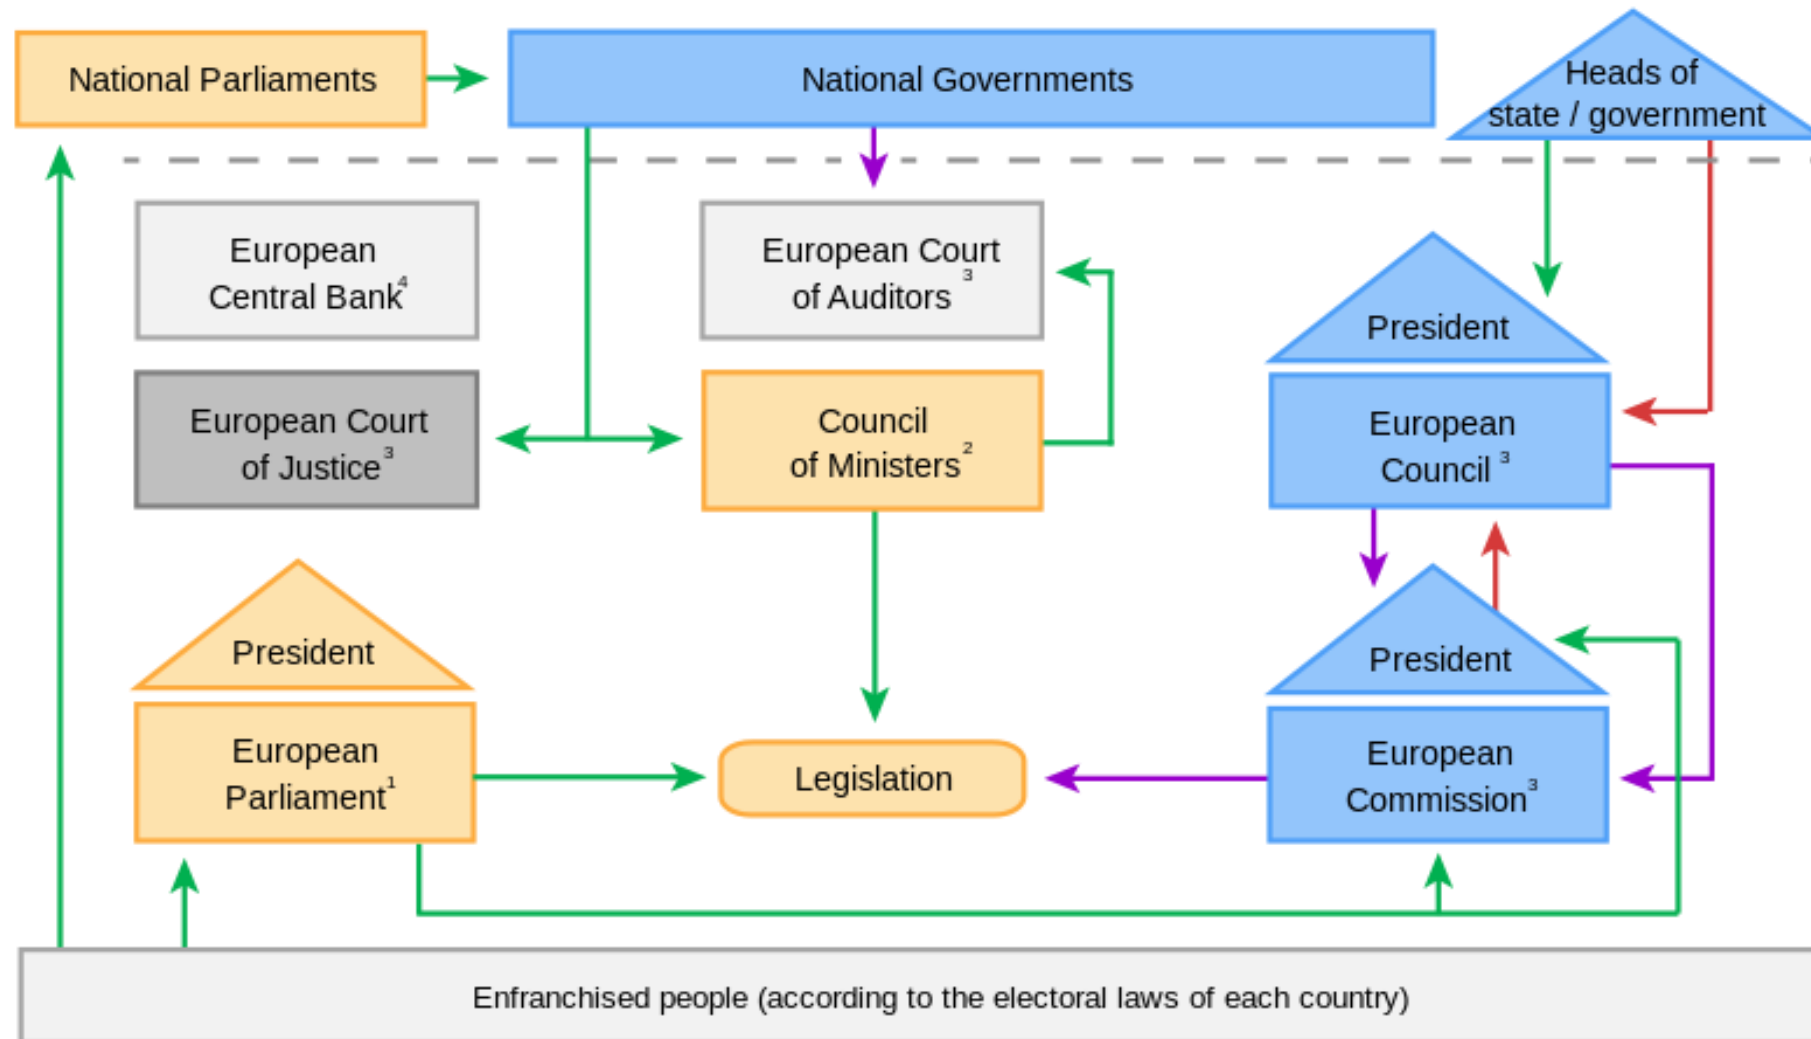 National Parliaments
National Governments
Heads of
state / government
European
Central Bank⁴
European Court
of Auditors ³
President
European Court
of Justice³
Council
of Ministers²
European
Council ³
President
President
European
Parliament¹
Legislation
European
Commission³
Enfranchised people (according to the electoral laws of each country)